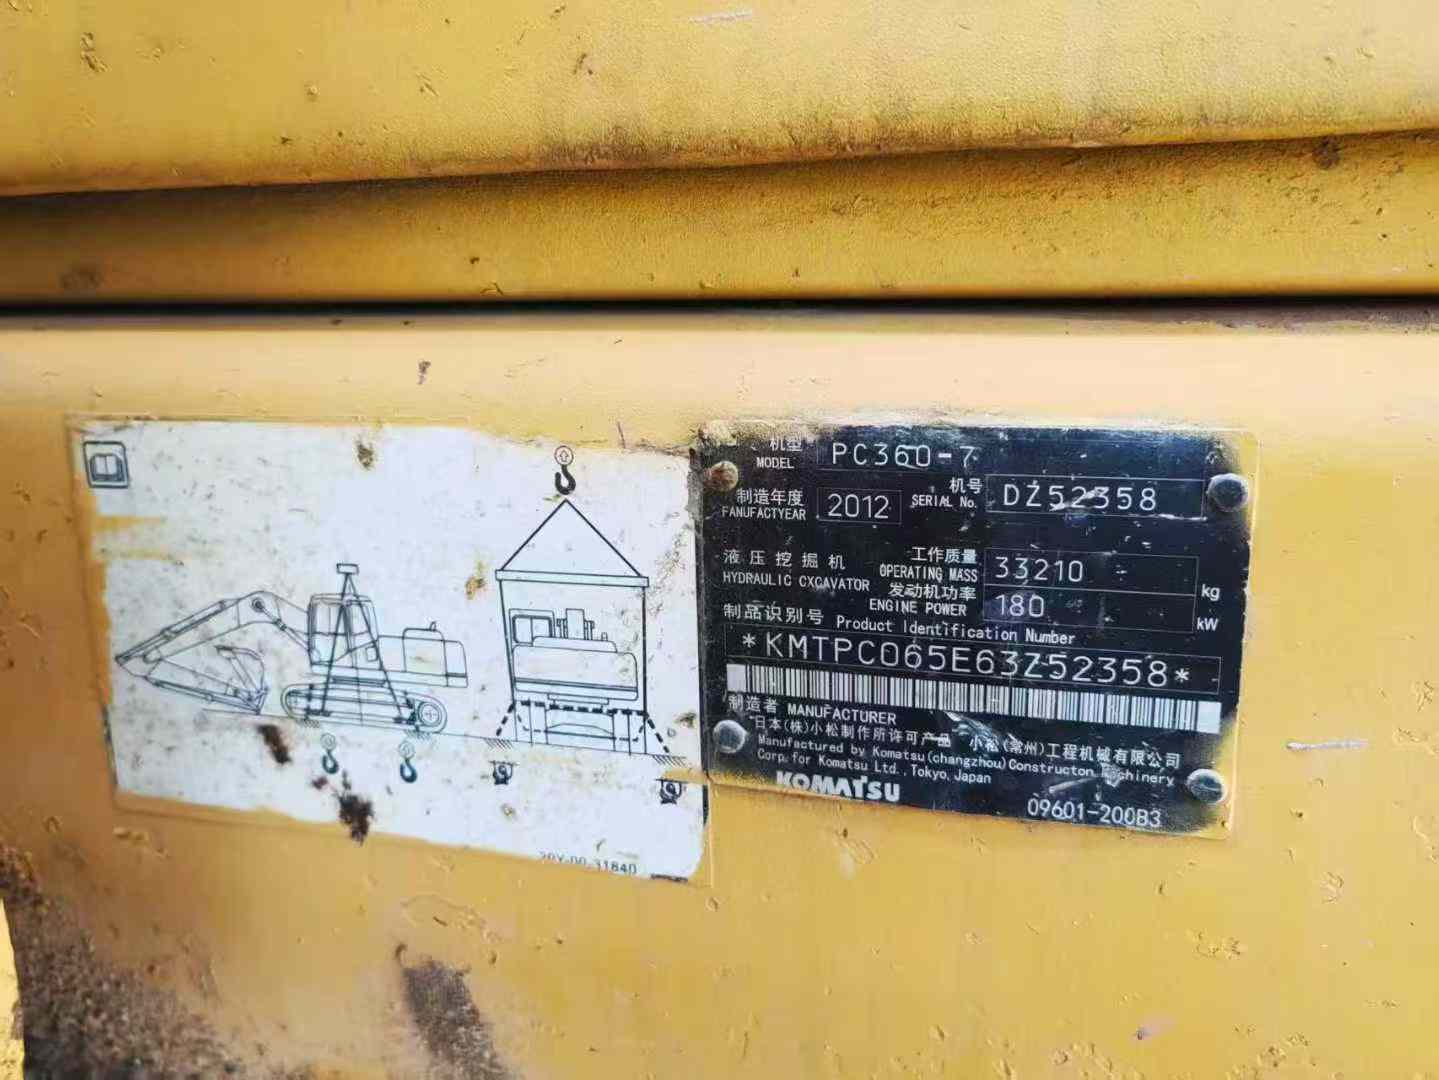 机型
MODEL
PC360-7
制造年度
FANUFACTYEAR
2012
机号
SERIAL No.
DZ52358
液压挖掘机
HYDRAULIC CXCAVATOR
工作质量
OPERATING MASS
33210
kg
发动机功率
ENGINE POWER
180
kW
制品识别号
Product Identification Number
*KMTPC065E63Z52358*
制造者 MANUFACTURER
日本(株)小松制作所许可产品 小松(常州)工程机械有限公司
Manufactured by Komatsu(changzhou)Constructon Machinery
Corp. for Komatsu Ltd., Tokyo, Japan
KOMATSU
09601-200B3
20Y-00-31840